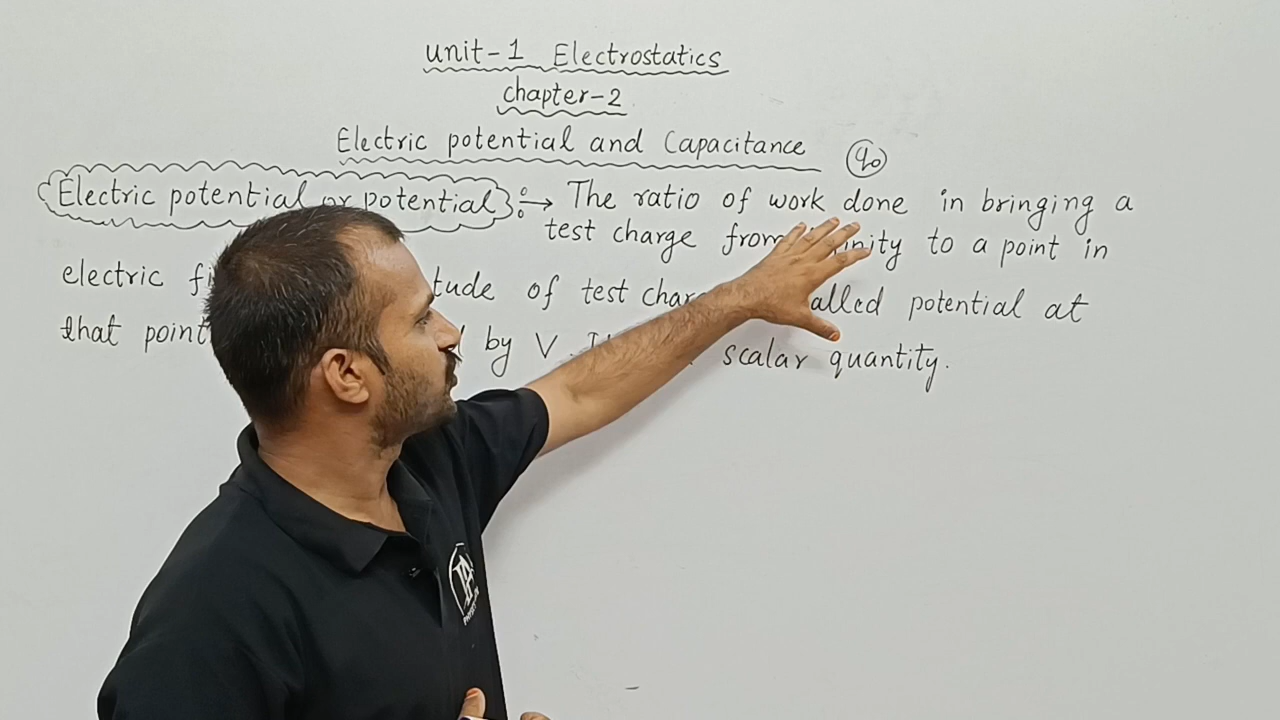 unit-1 Electrostatics
chapter-2
Electric potential and Capacitance
q₀
Electric potential or potential :→ The ratio of work done in bringing a
test charge from infinity to a point in
electric tude of test alled potential at
that point by V. scalar quantity.